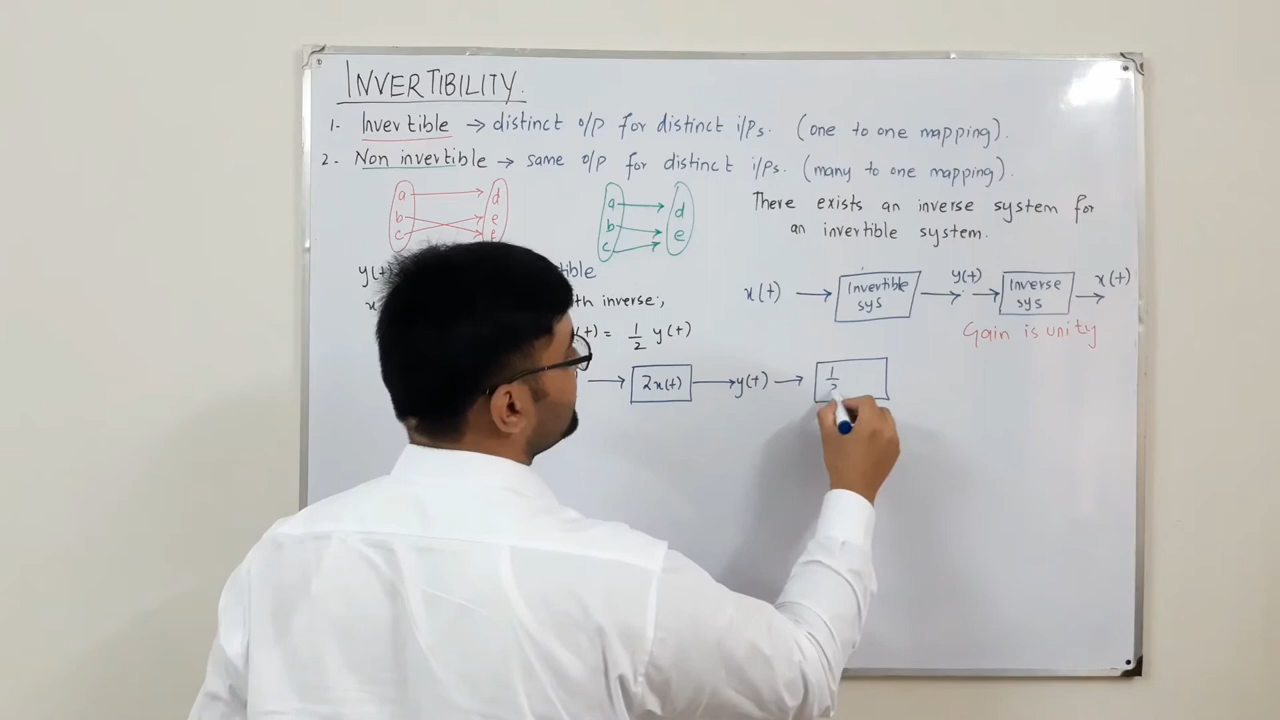 INVERTIBILITY.
1- Invertible → distinct o/p for distinct i/ps. (one to one mapping).
2- Non invertible → same o/p for distinct i/ps. (many to one mapping).
a d
b e
c
a d
b e
c
There exists an inverse system for
an invertible system.
x(t) → Invertible sys → y(t) → Inverse sys → x(t)
Gain is unity
y(t)
inverse:,
= 1/2 y(t)
→ 2x(t) → y(t) → 1/2